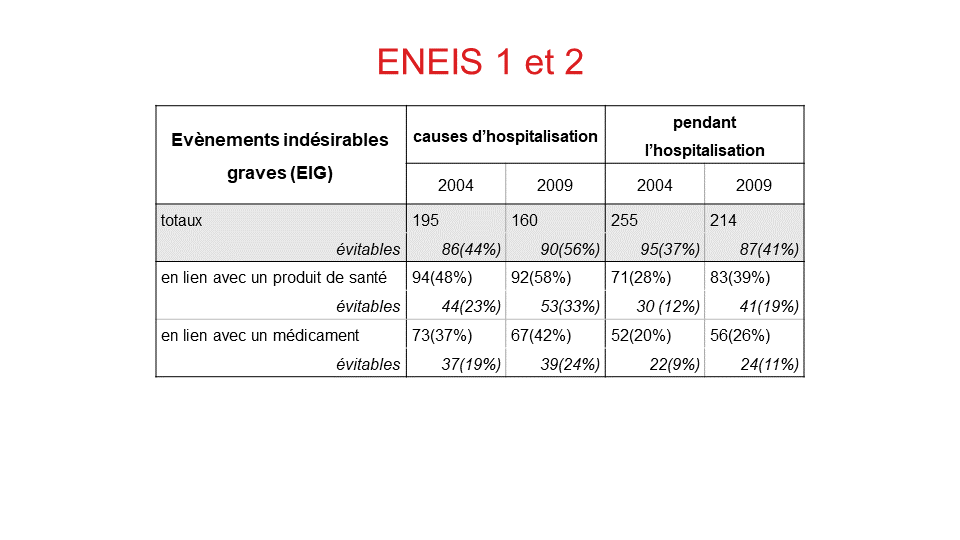 ENEIS 1 et 2
Evènements indésirables
graves (EIG)
causes d’hospitalisation
pendant
l’hospitalisation
2004 2009 2004 2009
totaux 195 160 255 214
évitables 86(44%) 90(56%) 95(37%) 87(41%)
en lien avec un produit de santé 94(48%) 92(58%) 71(28%) 83(39%)
évitables 44(23%) 53(33%) 30 (12%) 41(19%)
en lien avec un médicament 73(37%) 67(42%) 52(20%) 56(26%)
évitables 37(19%) 39(24%) 22(9%) 24(11%)